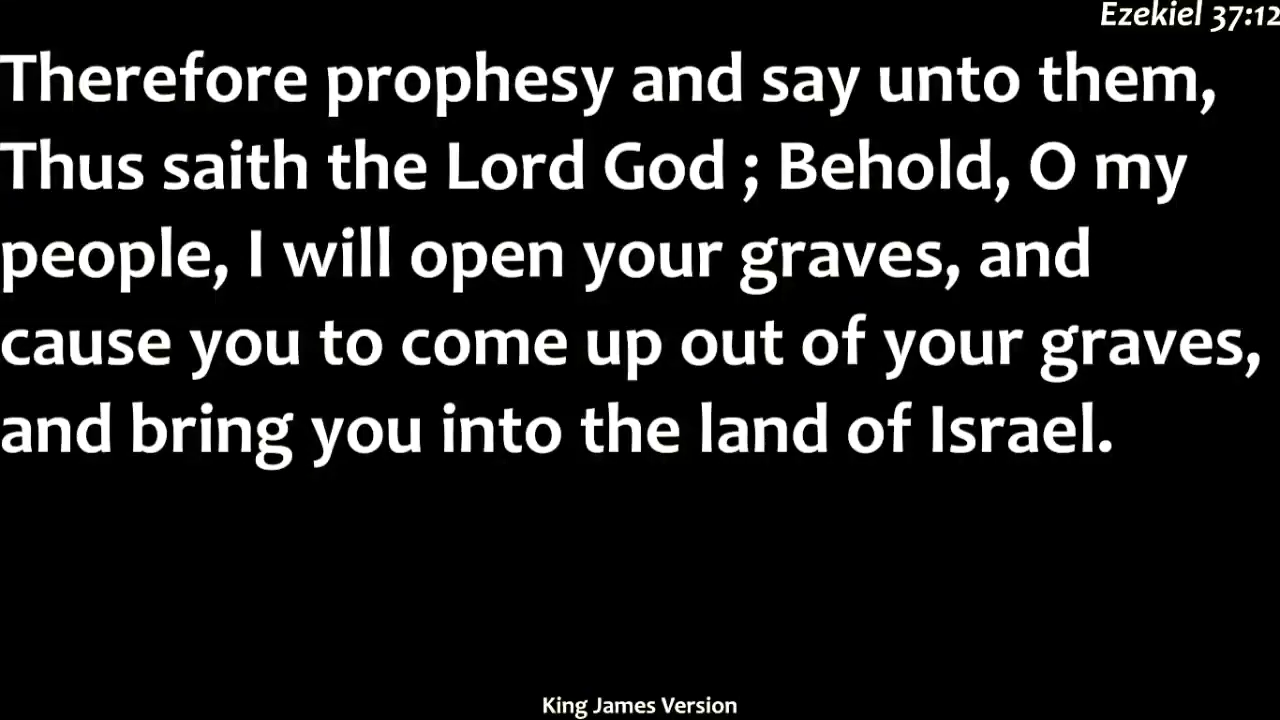 Ezekiel 37:12
Therefore prophesy and say unto them,
Thus saith the Lord God ; Behold, O my
people, I will open your graves, and
cause you to come up out of your graves,
and bring you into the land of Israel.
King James Version